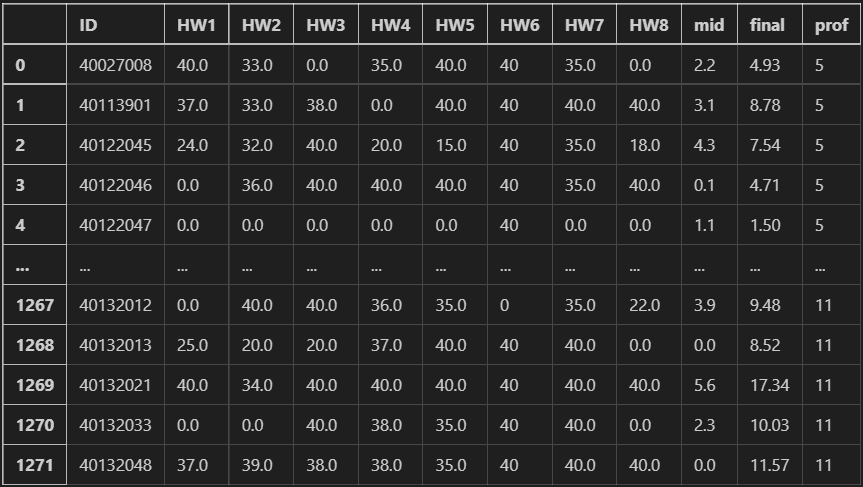 ID HW1 HW2 HW3 HW4 HW5 HW6 HW7 HW8 mid final prof
0 40027008 40.0 33.0 0.0 35.0 40.0 40 35.0 0.0 2.2 4.93 5
1 40113901 37.0 33.0 38.0 0.0 40.0 40 40.0 40.0 3.1 8.78 5
2 40122045 24.0 32.0 40.0 20.0 15.0 40 35.0 18.0 4.3 7.54 5
3 40122046 0.0 36.0 40.0 40.0 40.0 40 35.0 40.0 0.1 4.71 5
4 40122047 0.0 0.0 0.0 0.0 0.0 40 0.0 0.0 1.1 1.50 5
... ... ... ... ... ... ... ... ... ... ... ... ...
1267 40132012 0.0 40.0 40.0 36.0 35.0 0 35.0 22.0 3.9 9.48 11
1268 40132013 25.0 20.0 20.0 37.0 40.0 40 40.0 0.0 0.0 8.52 11
1269 40132021 40.0 34.0 40.0 40.0 40.0 40 40.0 40.0 5.6 17.34 11
1270 40132033 0.0 0.0 40.0 38.0 35.0 40 40.0 0.0 2.3 10.03 11
1271 40132048 37.0 39.0 38.0 38.0 35.0 40 40.0 40.0 0.0 11.57 11